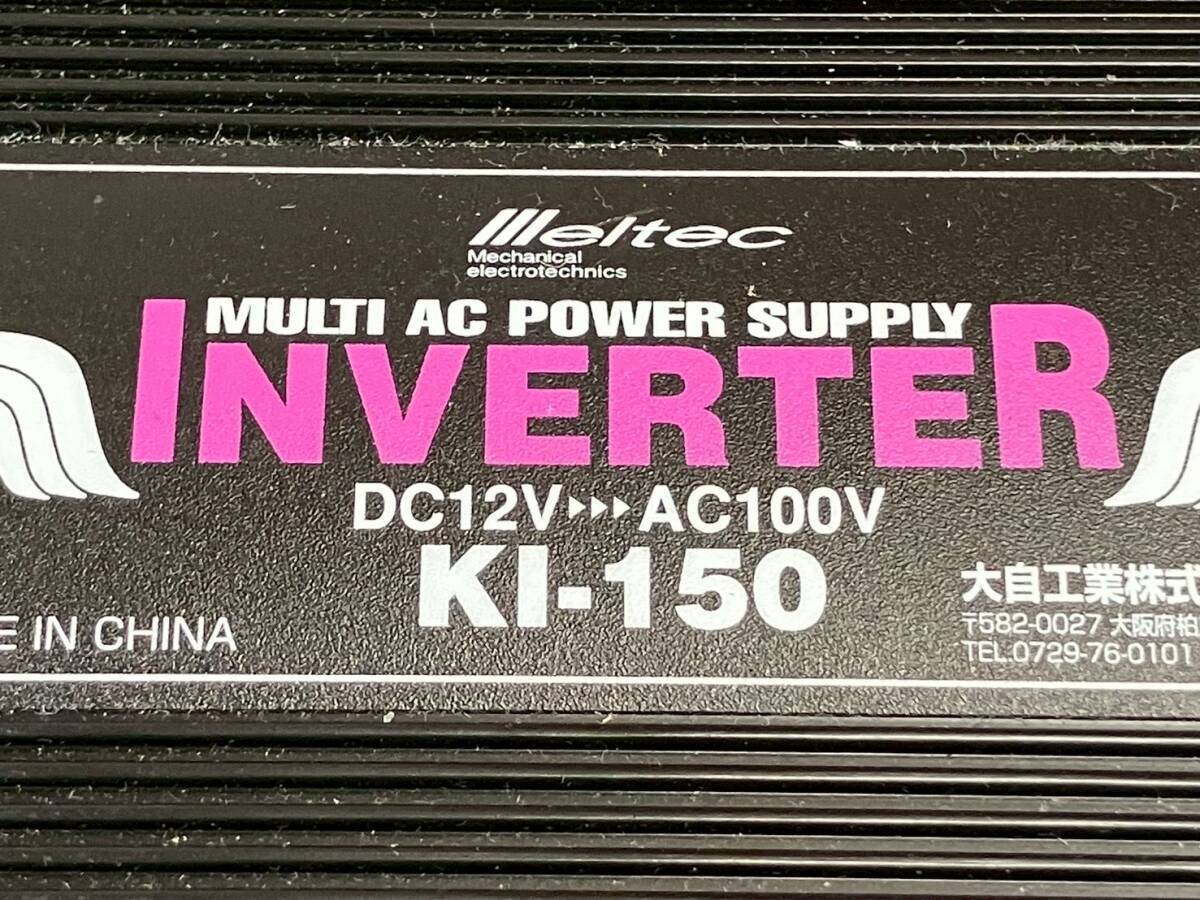 Meltec
Mechanical
electrotechnics
MULTI AC POWER SUPPLY
INVERTER
DC12V▸▸▸AC100V
KI-150
E IN CHINA
大自工業株式
〒582-0027 大阪府柏
TEL.0729-76-0101